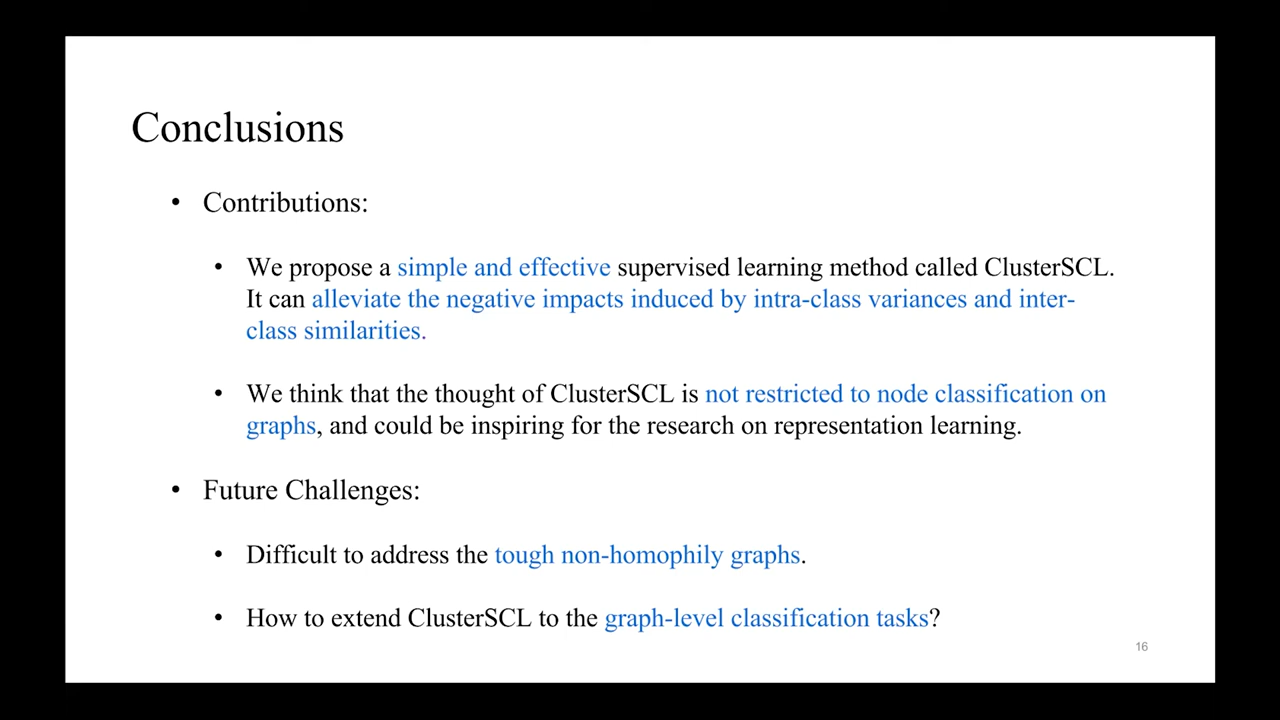 Conclusions
• Contributions:
• We propose a simple and effective supervised learning method called ClusterSCL.
It can alleviate the negative impacts induced by intra-class variances and inter-
class similarities.
• We think that the thought of ClusterSCL is not restricted to node classification on
graphs, and could be inspiring for the research on representation learning.
• Future Challenges:
• Difficult to address the tough non-homophily graphs.
• How to extend ClusterSCL to the graph-level classification tasks?
16